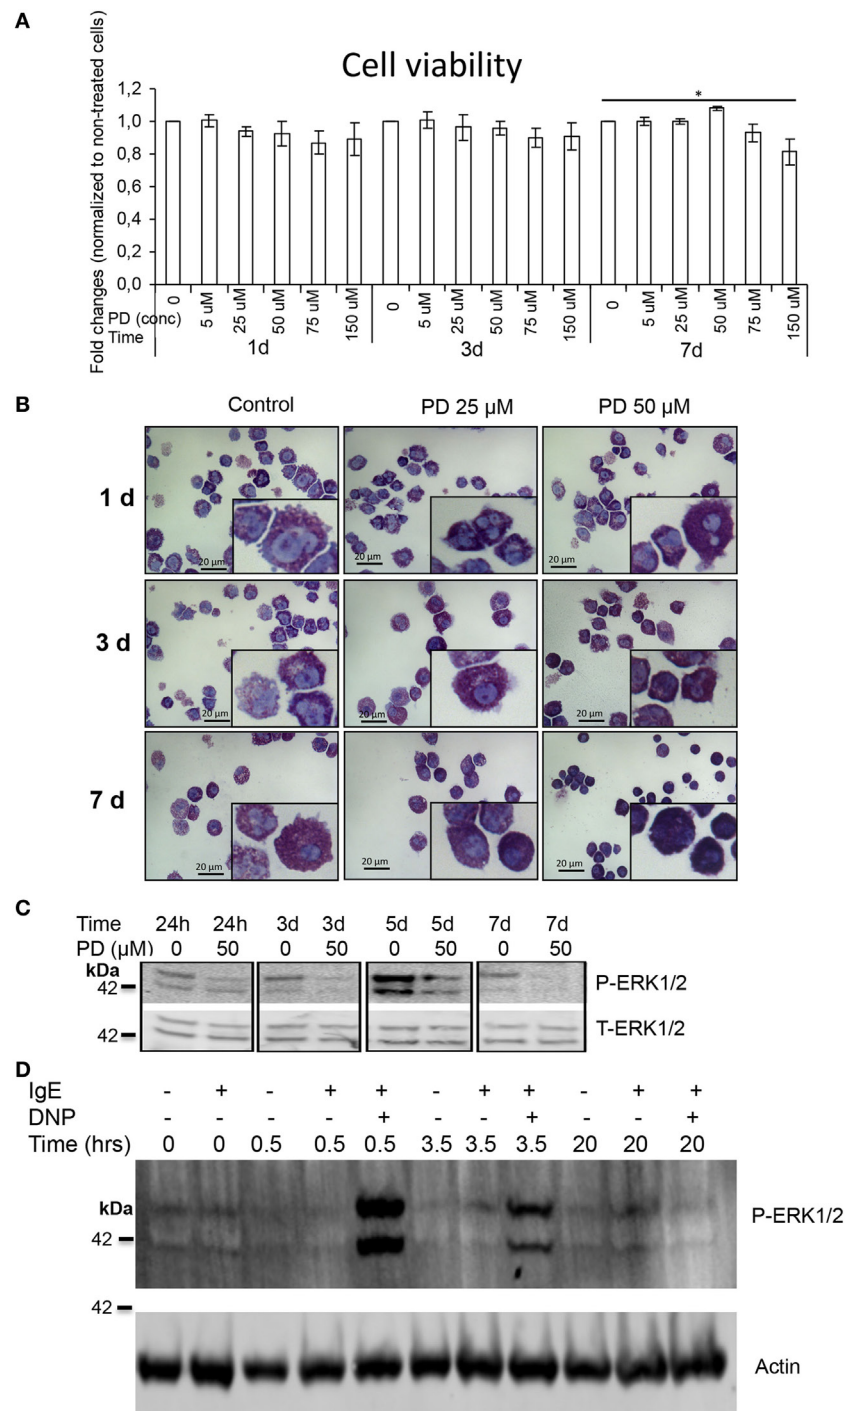 A
Cell viability
Fold changes (normalized to non-treated cells)
1,2
1,0
0,8
0,6
0,4
0,2
0,0
*
PD (conc) 0 5 uM 25 uM 50 uM 75 uM 150 uM 0 5 uM 25 uM 50 uM 75 uM 150 uM 0 5 uM 25 uM 50 uM 75 uM 150 uM
Time 1d 3d 7d
B
Control PD 25 µM PD 50 µM
1 d
20 µm 20 µm 20 µm
3 d
20 µm 20 µm 20 µm
7 d
20 µm 20 µm 20 µm
C
Time 24h 24h 3d 3d 5d 5d 7d 7d
PD (µM) 0 50 0 50 0 50 0 50
kDa
42 P-ERK1/2
42 T-ERK1/2
D
IgE - + - + + - + + - + +
DNP - - - - + - - + - - +
Time (hrs) 0 0 0.5 0.5 0.5 3.5 3.5 3.5 20 20 20
kDa P-ERK1/2
42
42
Actin